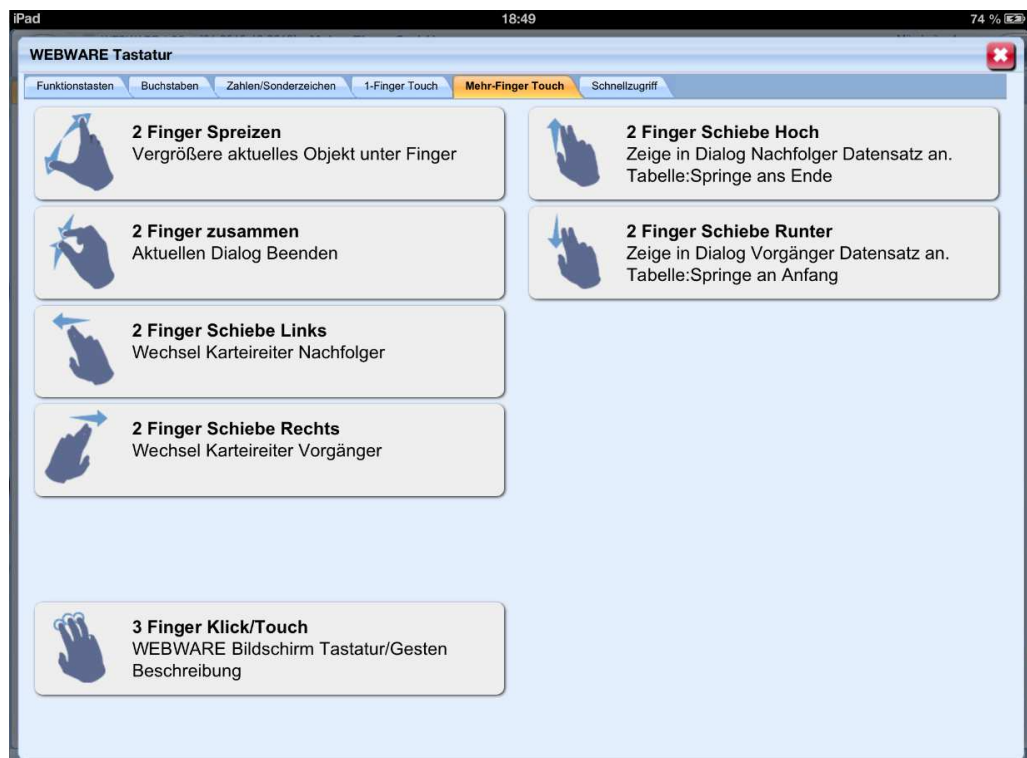 iPad 18:49 74 %
WEBWARE Tastatur
Funktionstasten Buchstaben Zahlen/Sonderzeichen 1-Finger Touch Mehr-Finger Touch Schnellzugriff
2 Finger Spreizen
Vergrößere aktuelles Objekt unter Finger
2 Finger zusammen
Aktuellen Dialog Beenden
2 Finger Schiebe Links
Wechsel Karteireiter Nachfolger
2 Finger Schiebe Rechts
Wechsel Karteireiter Vorgänger
3 Finger Klick/Touch
WEBWARE Bildschirm Tastatur/Gesten
Beschreibung
2 Finger Schiebe Hoch
Zeige in Dialog Nachfolger Datensatz an.
Tabelle:Springe ans Ende
2 Finger Schiebe Runter
Zeige in Dialog Vorgänger Datensatz an.
Tabelle:Springe an Anfang